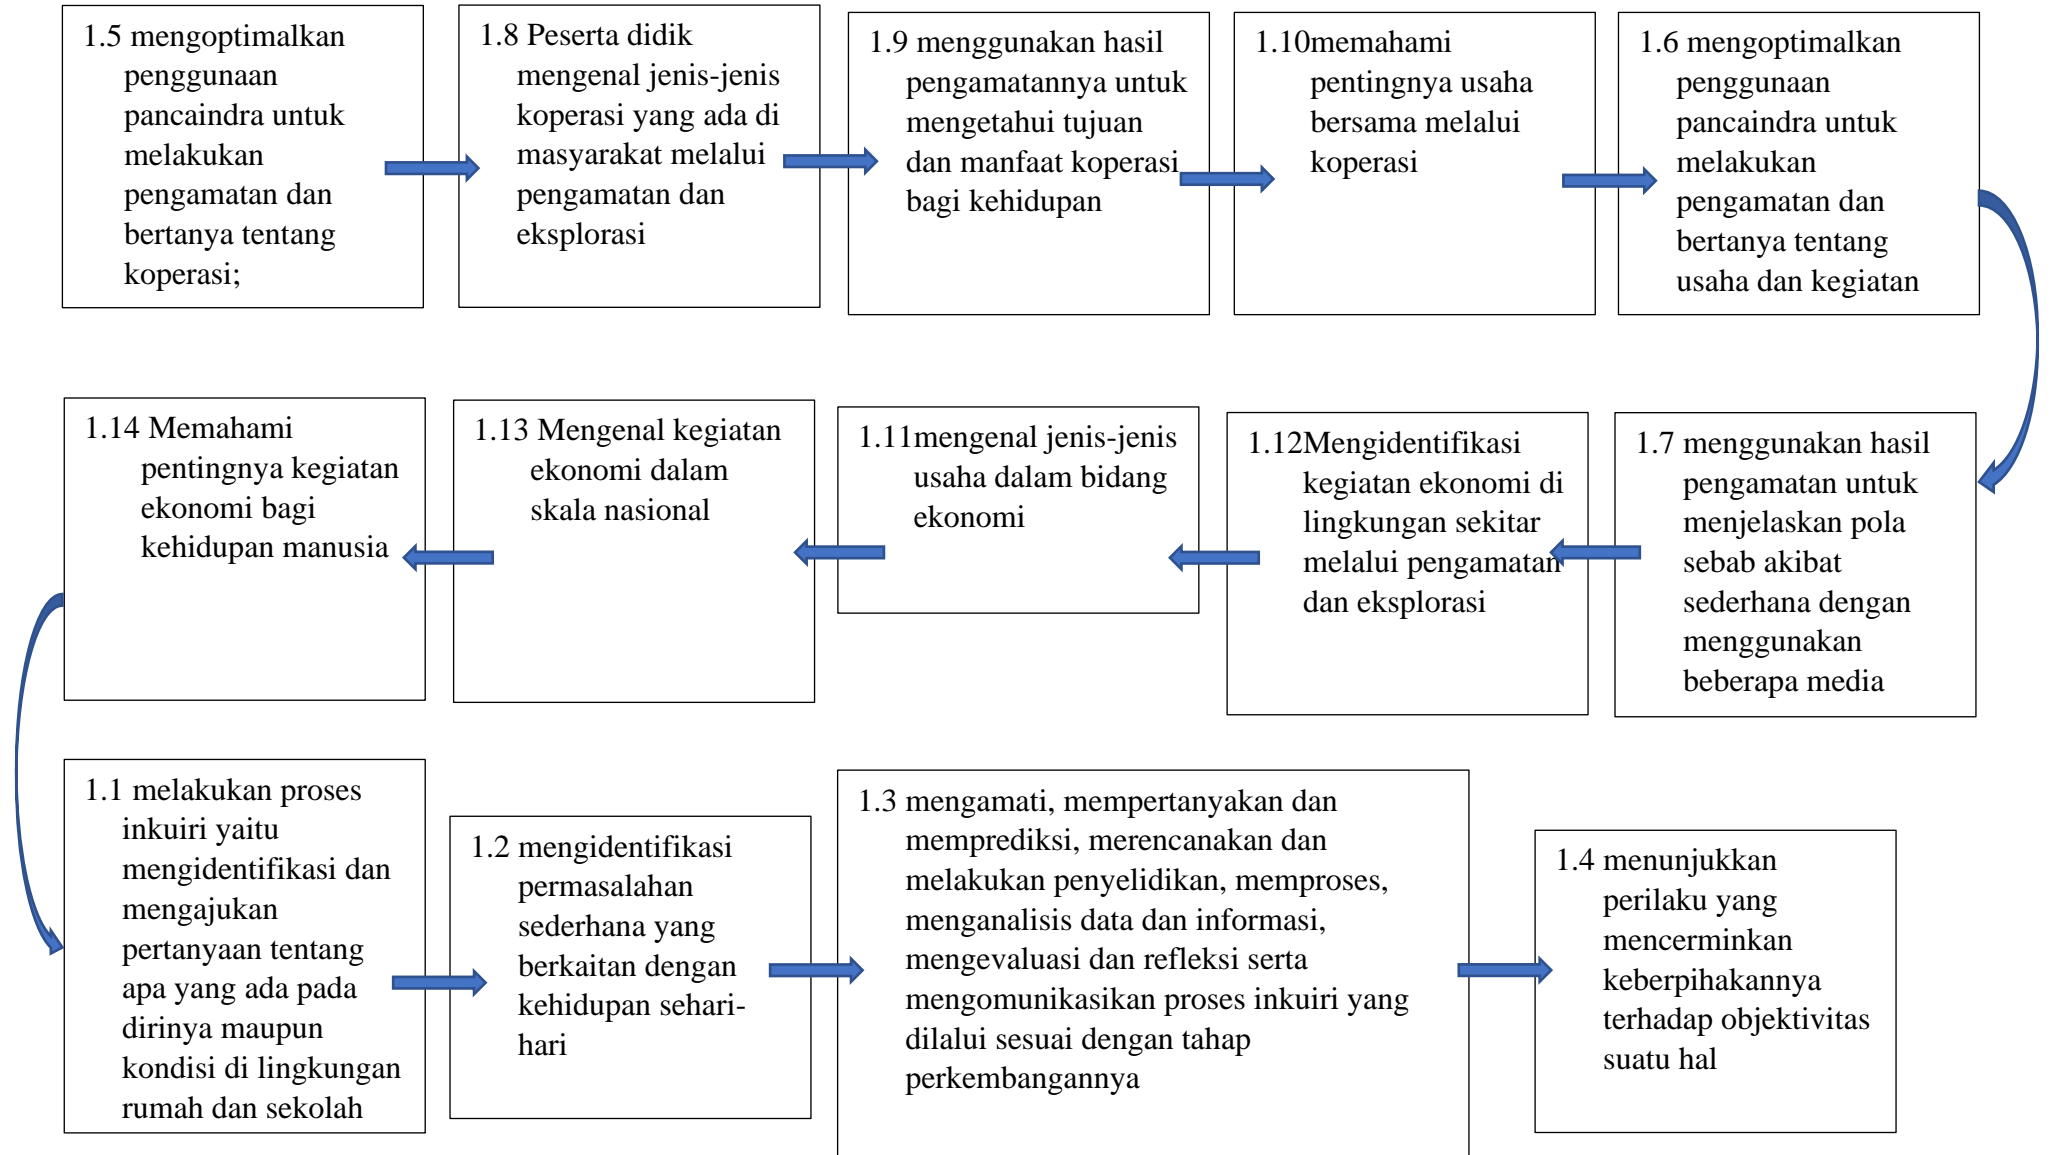 1.5 mengoptimalkan
penggunaan
pancaindra untuk
melakukan
pengamatan dan
bertanya tentang
koperasi;
1.8 Peserta didik
mengenal jenis-jenis
koperasi yang ada di
masyarakat melalui
pengamatan dan
eksplorasi
1.9 menggunakan hasil
pengamatannya untuk
mengetahui tujuan
dan manfaat koperasi
bagi kehidupan
1.10memahami
pentingnya usaha
bersama melalui
koperasi
1.6 mengoptimalkan
penggunaan
pancaindra untuk
melakukan
pengamatan dan
bertanya tentang
usaha dan kegiatan
1.7 menggunakan hasil
pengamatan untuk
menjelaskan pola
sebab akibat
sederhana dengan
menggunakan
beberapa media
1.12Mengidentifikasi
kegiatan ekonomi di
lingkungan sekitar
melalui pengamatan
dan eksplorasi
1.11mengenal jenis-jenis
usaha dalam bidang
ekonomi
1.13 Mengenal kegiatan
ekonomi dalam
skala nasional
1.14 Memahami
pentingnya kegiatan
ekonomi bagi
kehidupan manusia
1.1 melakukan proses
inkuiri yaitu
mengidentifikasi dan
mengajukan
pertanyaan tentang
apa yang ada pada
dirinya maupun
kondisi di lingkungan
rumah dan sekolah
1.2 mengidentifikasi
permasalahan
sederhana yang
berkaitan dengan
kehidupan sehari-
hari
1.3 mengamati, mempertanyakan dan
memprediksi, merencanakan dan
melakukan penyelidikan, memproses,
menganalisis data dan informasi,
mengevaluasi dan refleksi serta
mengomunikasikan proses inkuiri yang
dilalui sesuai dengan tahap
perkembangannya
1.4 menunjukkan
perilaku yang
mencerminkan
keberpihakannya
terhadap objektivitas
suatu hal